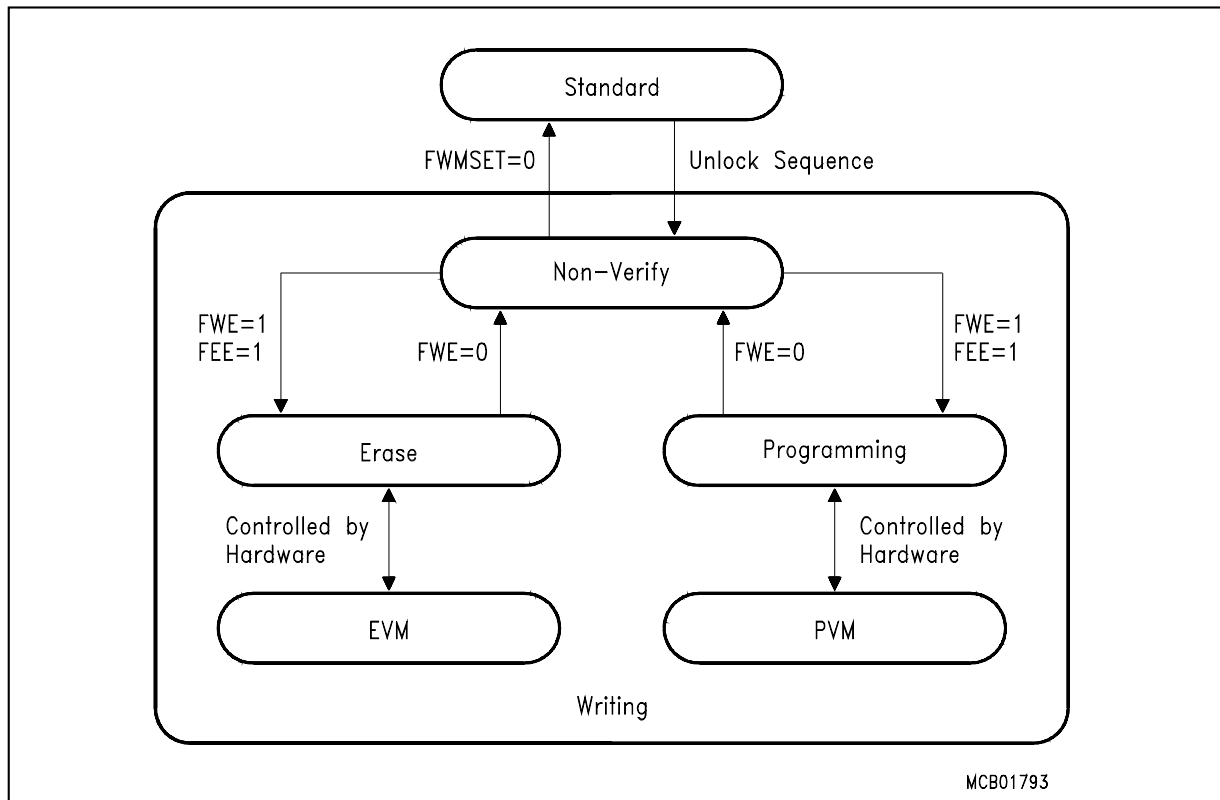 Standard
FWMSET=0
Unlock Sequence
Non-Verify
FWE=1
FEE=1
FWE=0
FWE=0
FWE=1
FEE=1
Erase
Programming
Controlled by
Hardware
Controlled by
Hardware
EVM
PVM
Writing
MCB01793